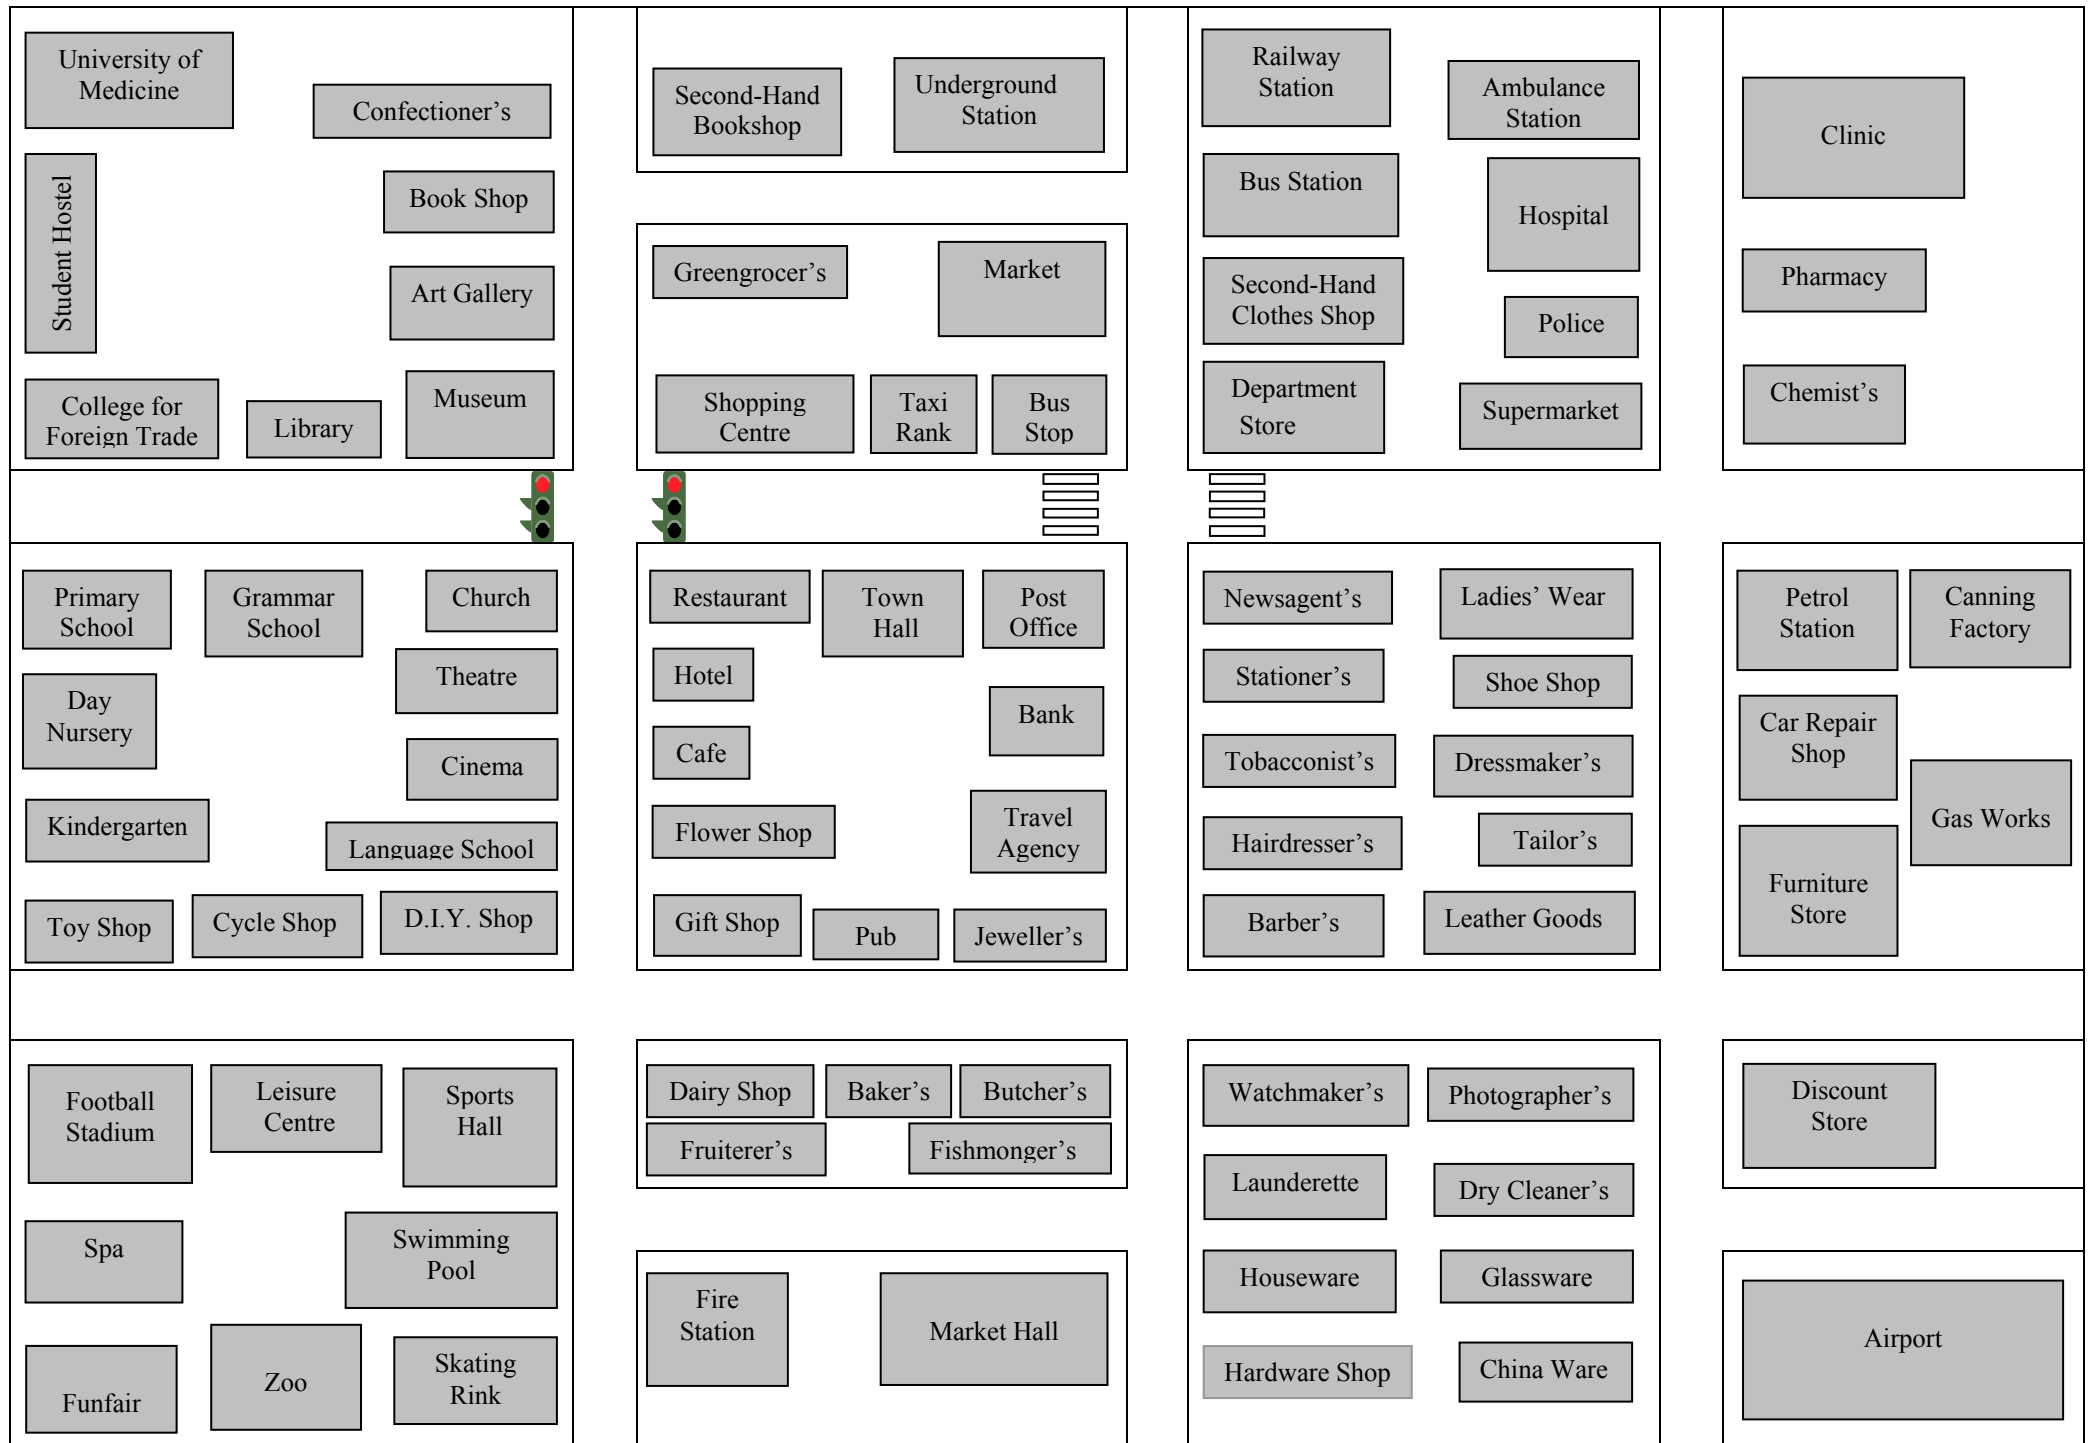 University of
Medicine
Confectioner's
Book Shop
Student Hostel
Art Gallery
College for
Foreign Trade
Library
Museum
Second-Hand
Bookshop
Underground
Station
Greengrocer's
Market
Shopping
Centre
Taxi
Rank
Bus
Stop
Railway
Station
Ambulance
Station
Bus Station
Hospital
Second-Hand
Clothes Shop
Police
Department
Store
Supermarket
Clinic
Pharmacy
Chemist's
Primary
School
Grammar
School
Church
Theatre
Day
Nursery
Cinema
Kindergarten
Language School
Toy Shop
Cycle Shop
D.I.Y. Shop
Restaurant
Town
Hall
Post
Office
Hotel
Bank
Cafe
Flower Shop
Travel
Agency
Gift Shop
Pub
Jeweller's
Newsagent's
Ladies' Wear
Stationer's
Shoe Shop
Tobacconist's
Dressmaker's
Hairdresser's
Tailor's
Barber's
Leather Goods
Petrol
Station
Canning
Factory
Car Repair
Shop
Gas Works
Furniture
Store
Football
Stadium
Leisure
Centre
Sports
Hall
Spa
Swimming
Pool
Funfair
Zoo
Skating
Rink
Dairy Shop
Baker's
Butcher's
Fruiterer's
Fishmonger's
Fire
Station
Market Hall
Watchmaker's
Photographer's
Launderette
Dry Cleaner's
Houseware
Glassware
Hardware Shop
China Ware
Discount
Store
Airport